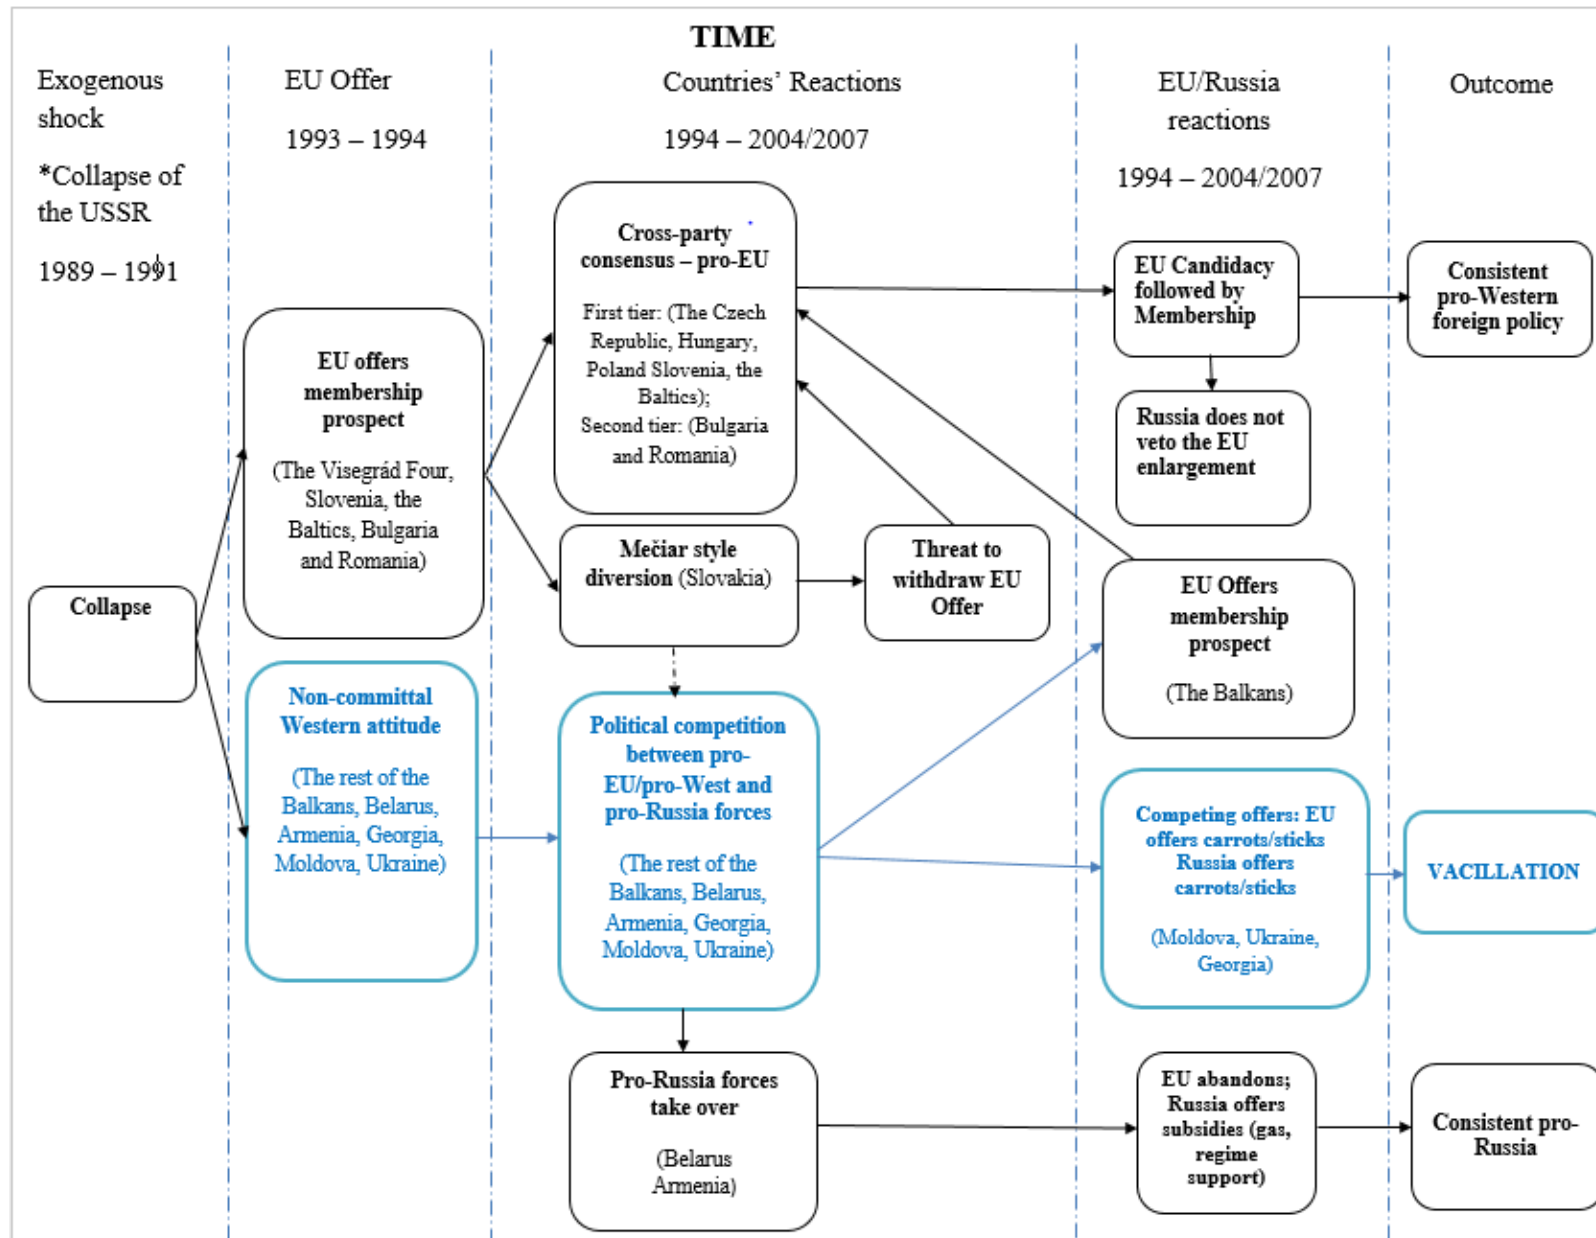 TIME
Exogenous
shock
*Collapse of
the USSR
1989 – 1991
EU Offer
1993 – 1994
Countries’ Reactions
1994 – 2004/2007
EU/Russia
reactions
1994 – 2004/2007
Outcome
Collapse
EU offers
membership
prospect
(The Visegrád Four,
Slovenia, the
Baltics, Bulgaria
and Romania)
Non-committal
Western attitude
(The rest of the
Balkans, Belarus,
Armenia, Georgia,
Moldova, Ukraine)
Cross-party
consensus – pro-EU
First tier: (The Czech
Republic, Hungary,
Poland Slovenia, the
Baltics);
Second tier: (Bulgaria
and Romania)
Mečiar style
diversion (Slovakia)
Threat to
withdraw EU
Offer
Political competition
between pro-
EU/pro-West and
pro-Russia forces
(The rest of the
Balkans, Belarus,
Armenia, Georgia,
Moldova, Ukraine)
Pro-Russia forces
take over
(Belarus
Armenia)
EU Candidacy
followed by
Membership
Russia does not
veto the EU
enlargement
EU Offers
membership
prospect
(The Balkans)
Competing offers: EU
offers carrots/sticks
Russia offers
carrots/sticks
(Moldova, Ukraine,
Georgia)
EU abandons;
Russia offers
subsidies (gas,
regime
support)
Consistent
pro-Western
foreign policy
VACILLATION
Consistent pro-
Russia